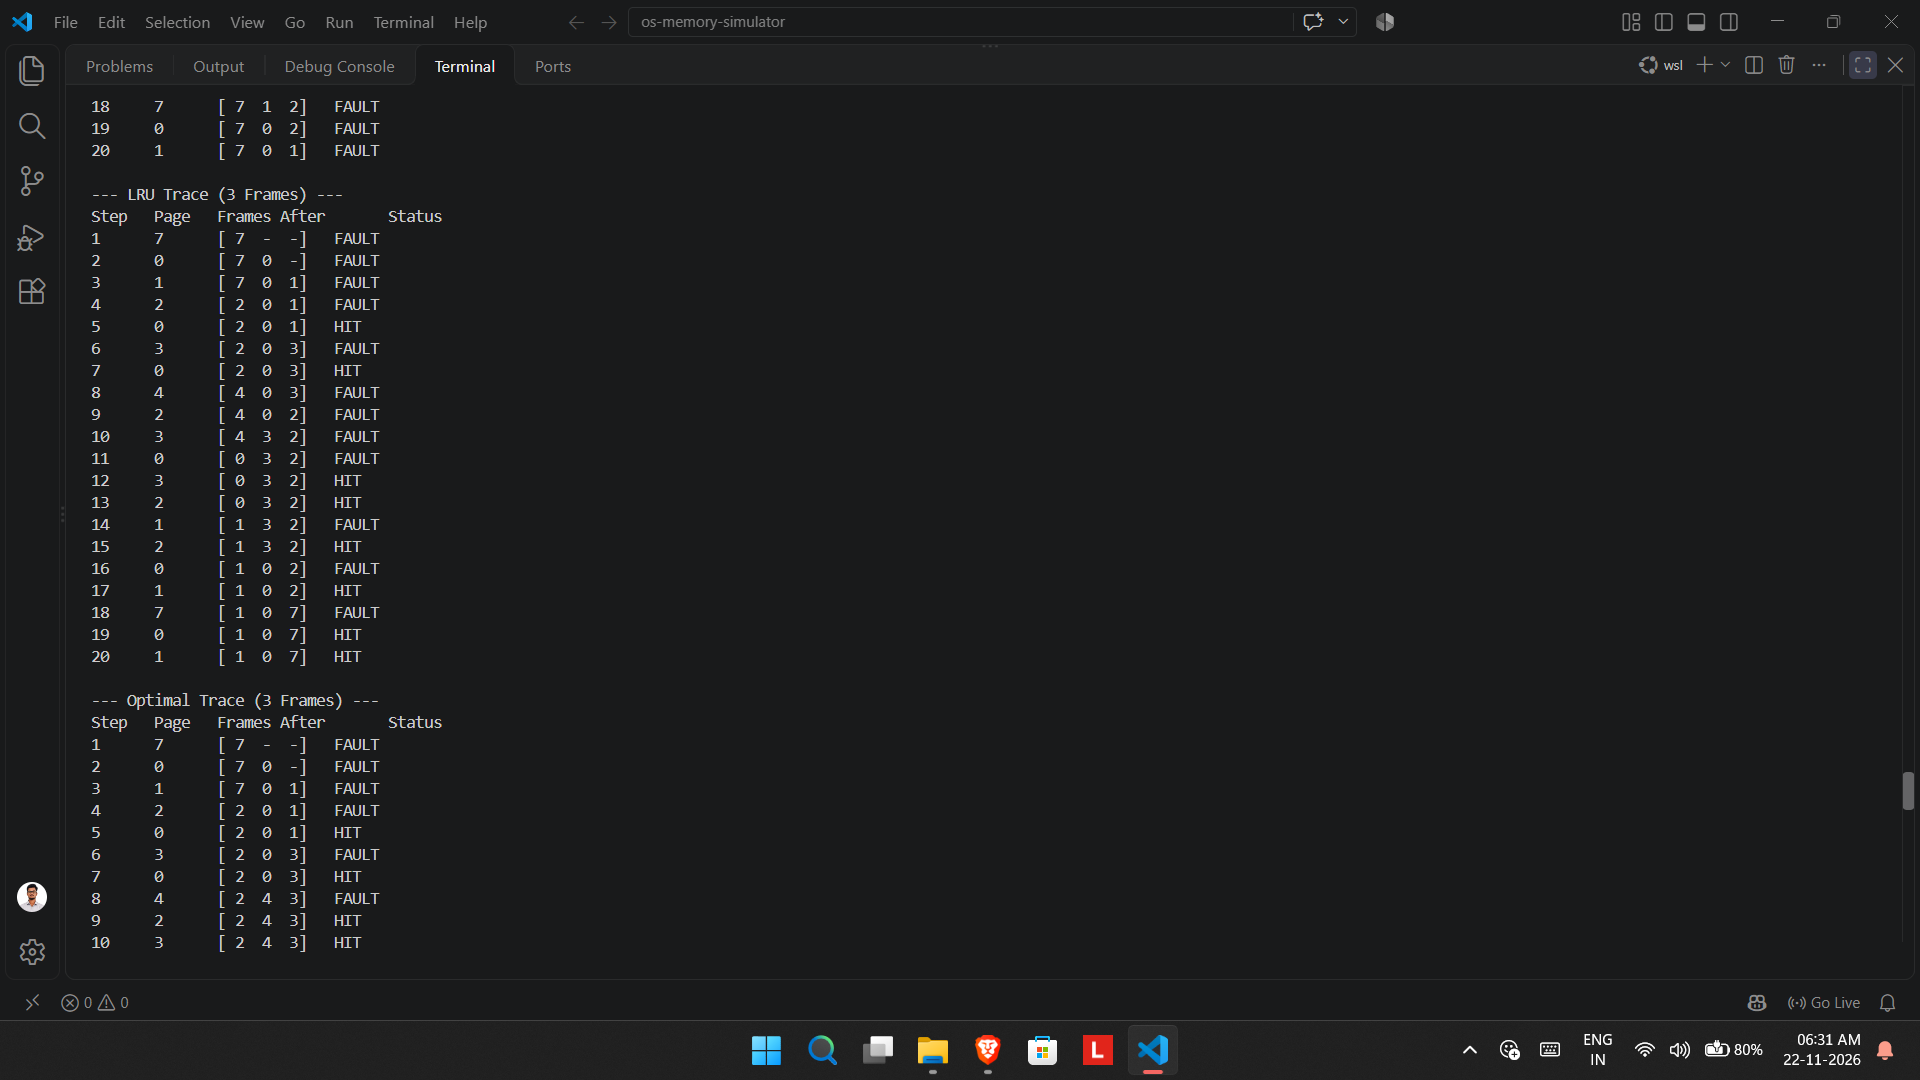 File Edit Selection View Go Run Terminal Help os-memory-simulator
Problems Output Debug Console Terminal Ports wsl
18 7 [ 7 1 2] FAULT
19 0 [ 7 0 2] FAULT
20 1 [ 7 0 1] FAULT
--- LRU Trace (3 Frames) ---
Step Page Frames After Status
1 7 [ 7 - -] FAULT
2 0 [ 7 0 -] FAULT
3 1 [ 7 0 1] FAULT
4 2 [ 2 0 1] FAULT
5 0 [ 2 0 1] HIT
6 3 [ 2 0 3] FAULT
7 0 [ 2 0 3] HIT
8 4 [ 4 0 3] FAULT
9 2 [ 4 0 2] FAULT
10 3 [ 4 3 2] FAULT
11 0 [ 0 3 2] FAULT
12 3 [ 0 3 2] HIT
13 2 [ 0 3 2] HIT
14 1 [ 1 3 2] FAULT
15 2 [ 1 3 2] HIT
16 0 [ 1 0 2] FAULT
17 1 [ 1 0 2] HIT
18 7 [ 1 0 7] FAULT
19 0 [ 1 0 7] HIT
20 1 [ 1 0 7] HIT
--- Optimal Trace (3 Frames) ---
Step Page Frames After Status
1 7 [ 7 - -] FAULT
2 0 [ 7 0 -] FAULT
3 1 [ 7 0 1] FAULT
4 2 [ 2 0 1] FAULT
5 0 [ 2 0 1] HIT
6 3 [ 2 0 3] FAULT
7 0 [ 2 0 3] HIT
8 4 [ 2 4 3] FAULT
9 2 [ 2 4 3] HIT
10 3 [ 2 4 3] HIT
0 0 Go Live
L
ENG
IN
80%
06:31 AM
22-11-2026